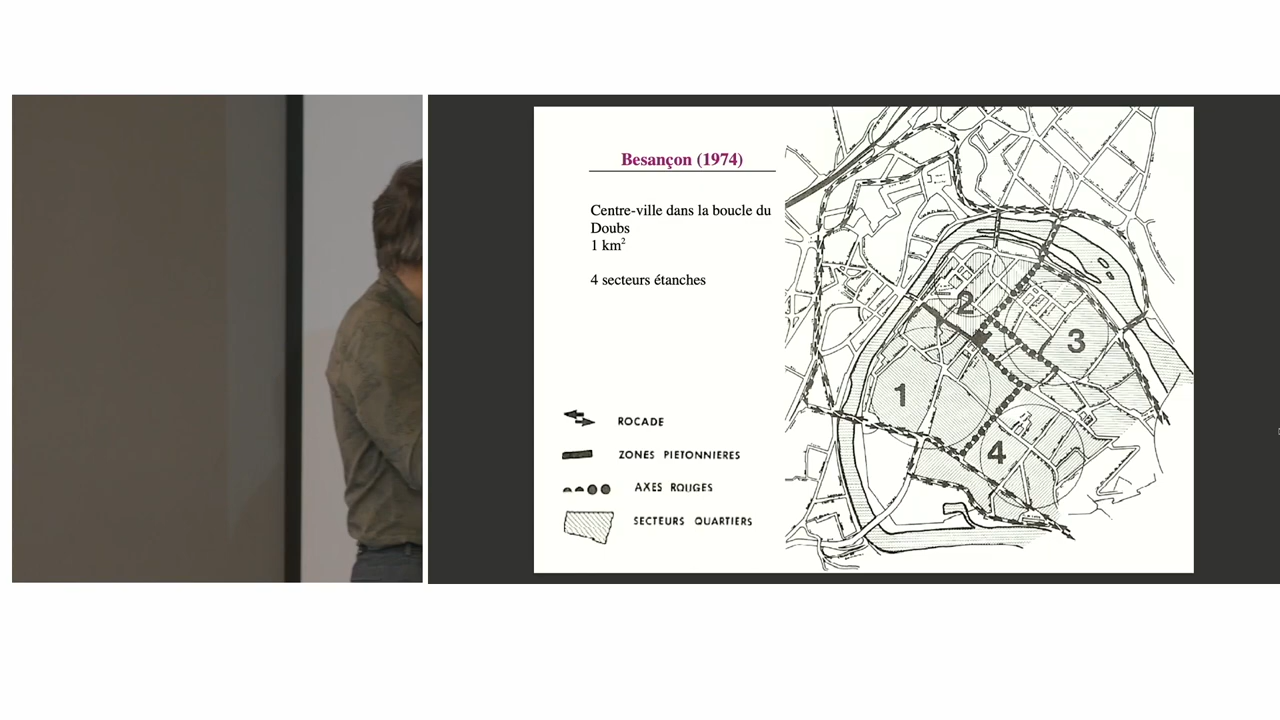 Besançon (1974)
Centre-ville dans la boucle du
Doubs
1 km²
4 secteurs étanches
ROCADE
ZONES PIETONNIERES
AXES ROUGES
SECTEURS QUARTIERS
2
3
1
4